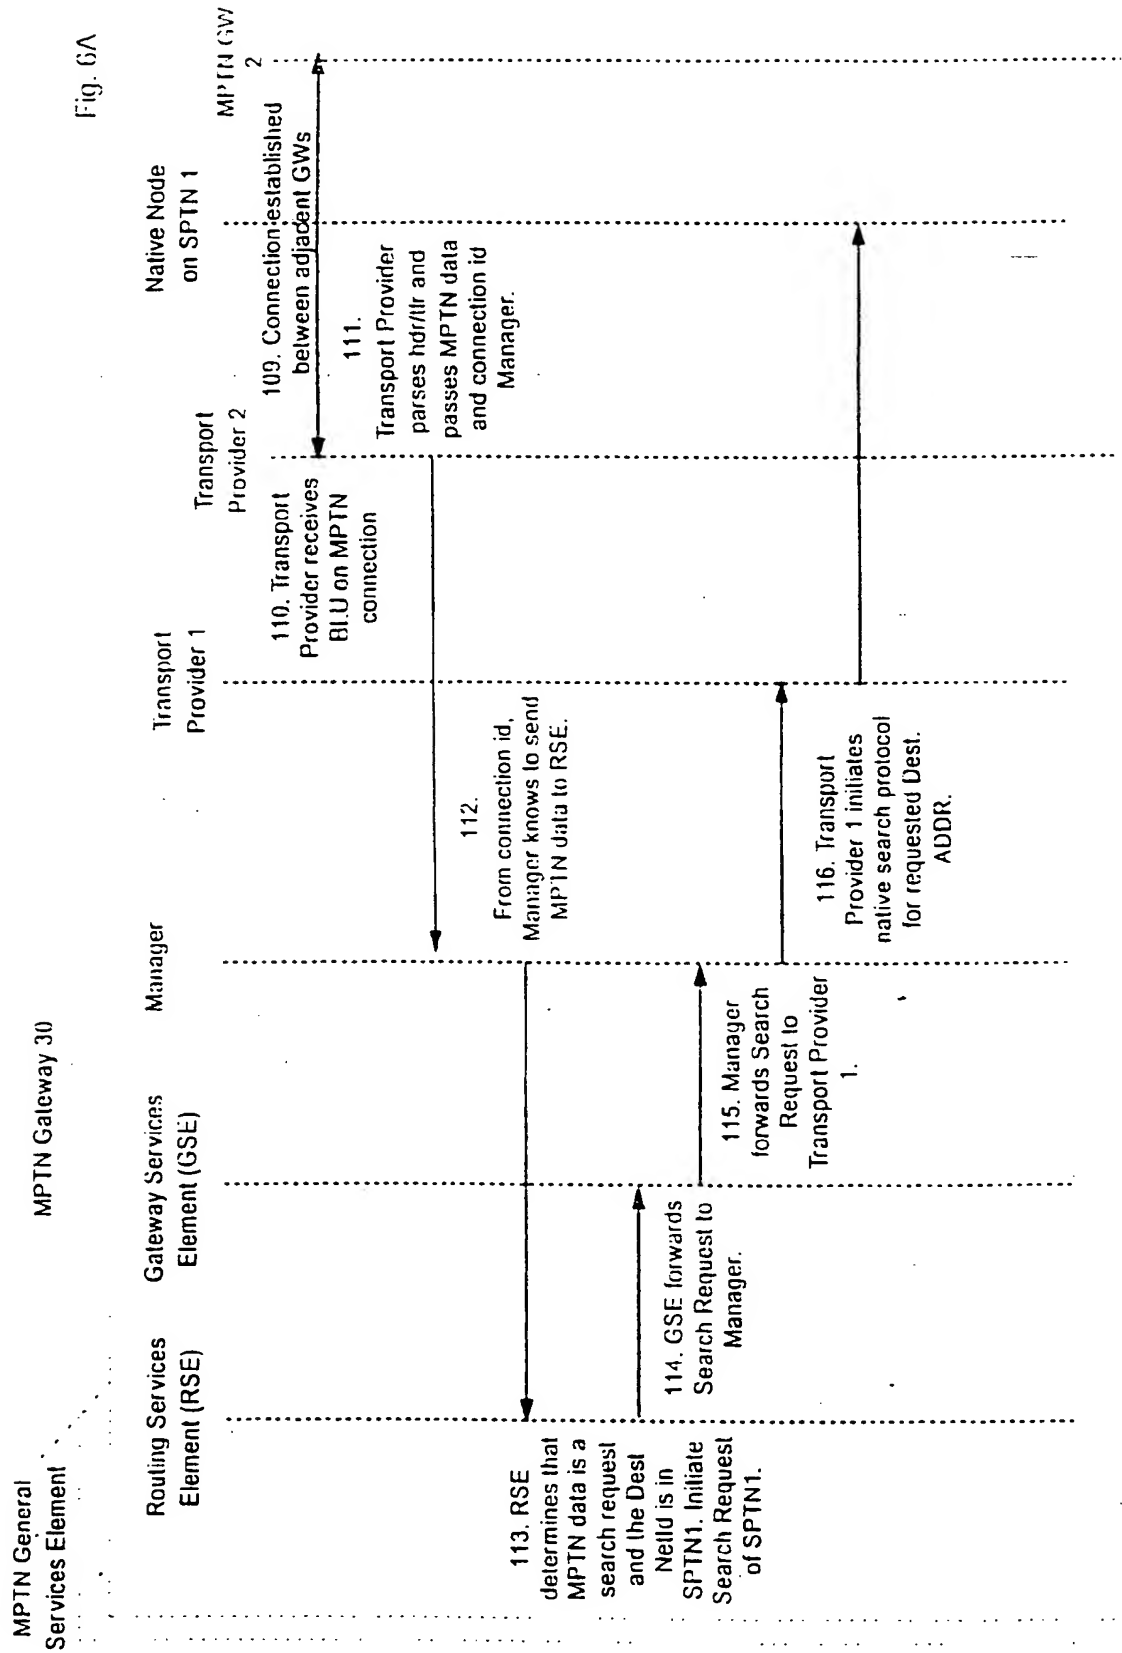 Fig. 6A
MPTN General
Services Element
MPTN Gateway 30
Routing Services
Element (RSE)
Gateway Services
Element (GSE)
Manager
Transport
Provider 1
Transport
Provider 2
Native Node
on SPTN 1
MPTN GW
2
109. Connection established
between adjacent GWs
110. Transport
Provider receives
BLU on MPTN
connection
111.
Transport Provider
parses hdr/tlr and
passes MPTN data
and connection id
Manager.
112.
From connection id,
Manager knows to send
MPTN data to RSE.
113. RSE
determines that
MPTN data is a
search request
and the Dest
NetId is in
SPTN1. Initiate
Search Request
of SPTN1.
114. GSE forwards
Search Request to
Manager.
115. Manager
forwards Search
Request to
Transport Provider
1.
116. Transport
Provider 1 initiates
native search protocol
for requested Dest.
ADDR.